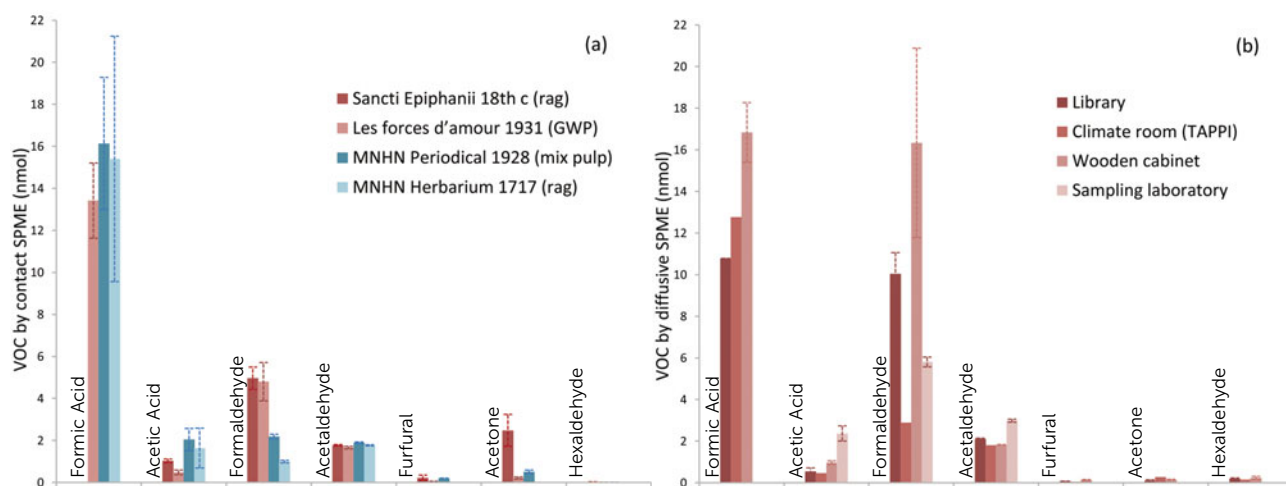 22
20
18
16
14
12
10
8
6
4
2
0
VOC by contact SPME (nmol)
(a)
Sancti Epiphanii 18th c (rag)
Les forces d'amour 1931 (GWP)
MNHN Periodical 1928 (mix pulp)
MNHN Herbarium 1717 (rag)
Formic Acid
Acetic Acid
Formaldehyde
Acetaldehyde
Furfural
Acetone
Hexaldehyde
22
20
18
16
14
12
10
8
6
4
2
0
VOC by diffusive SPME (nmol)
(b)
Library
Climate room (TAPPI)
Wooden cabinet
Sampling laboratory
Formic Acid
Acetic Acid
Formaldehyde
Acetaldehyde
Furfural
Acetone
Hexaldehyde